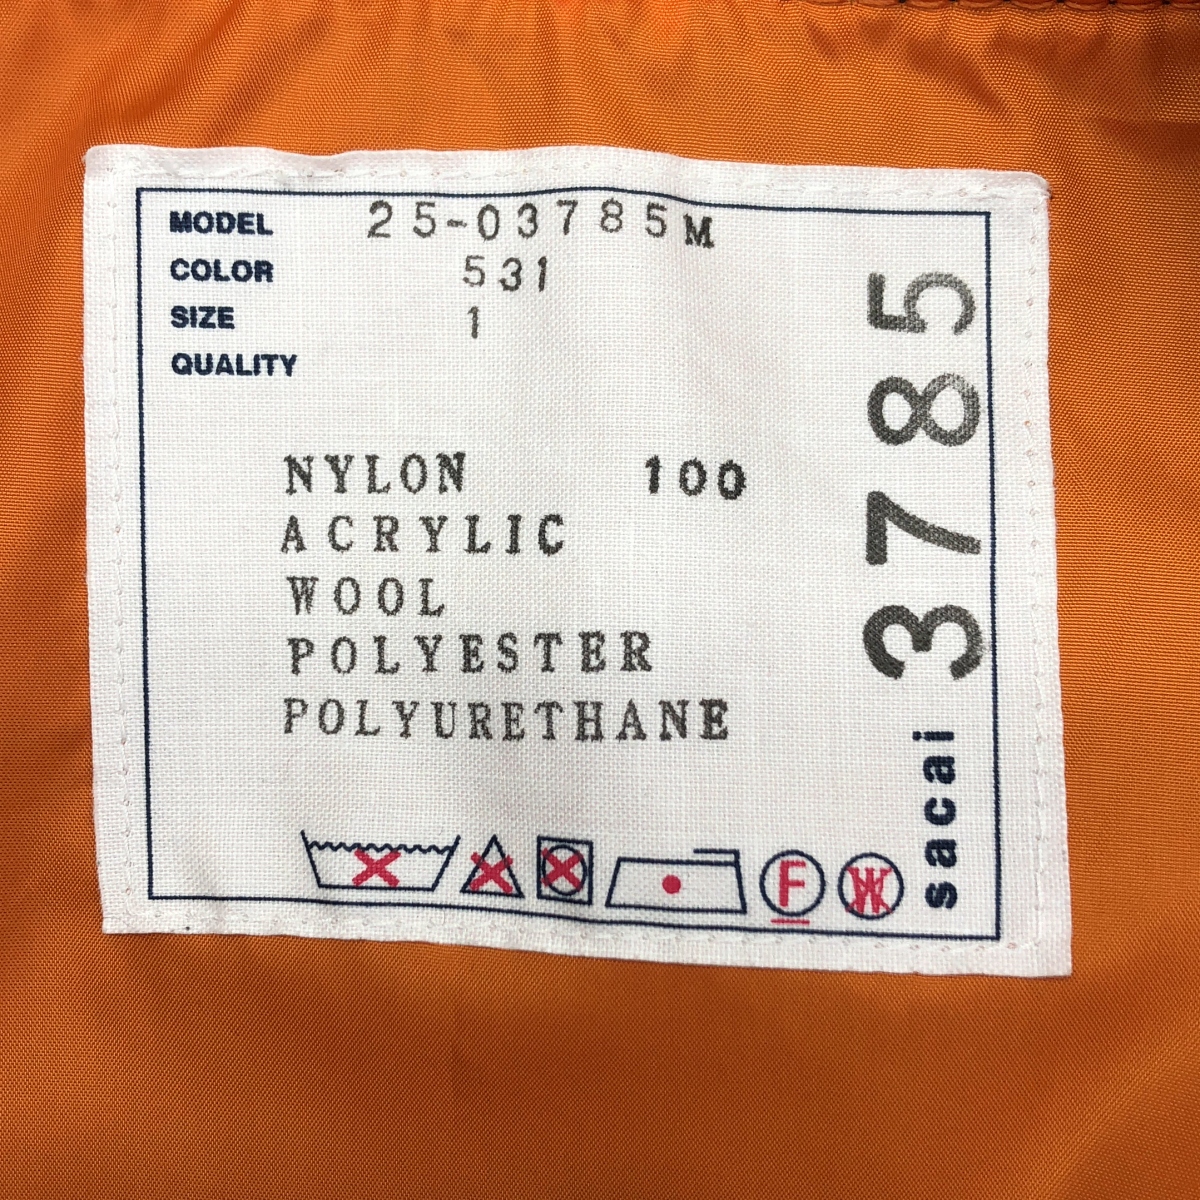 MODEL 25-03785M
COLOR 531
SIZE 1
QUALITY
NYLON 100
ACRYLIC
WOOL
POLYESTER
POLYURETHANE
F
W
sacai 3785